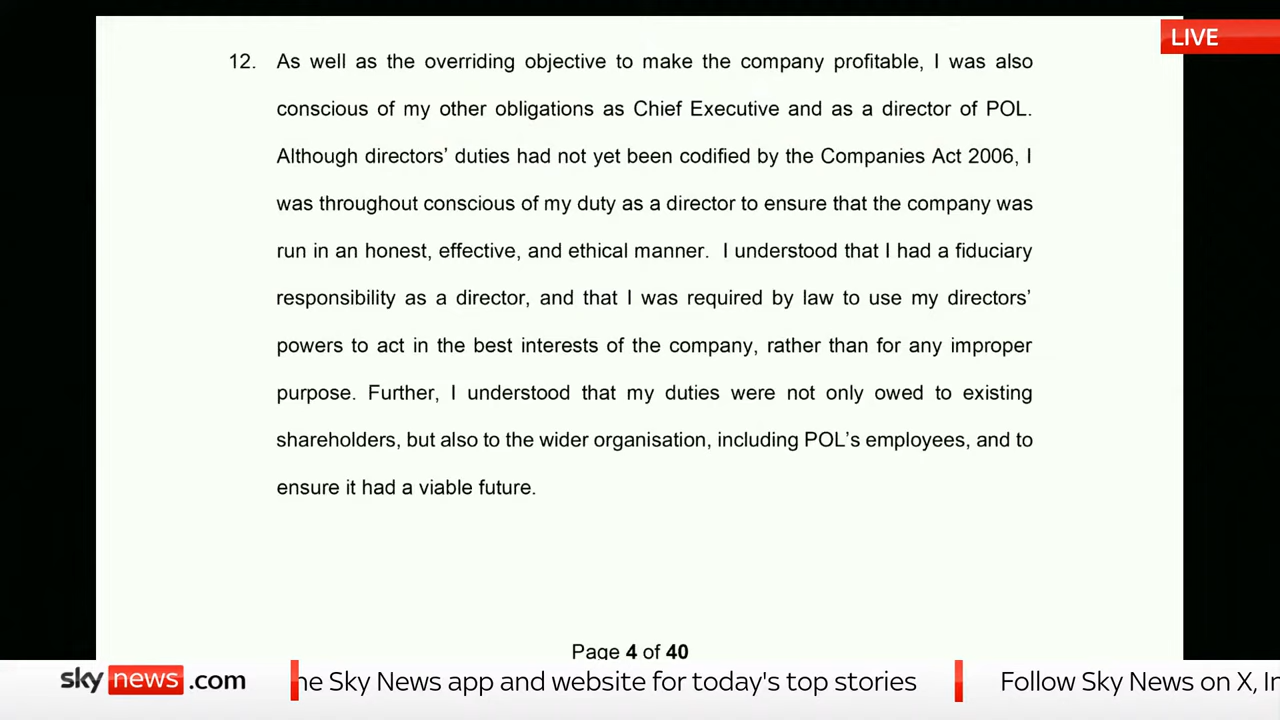 LIVE
12. As well as the overriding objective to make the company profitable, I was also
conscious of my other obligations as Chief Executive and as a director of POL.
Although directors’ duties had not yet been codified by the Companies Act 2006, I
was throughout conscious of my duty as a director to ensure that the company was
run in an honest, effective, and ethical manner. I understood that I had a fiduciary
responsibility as a director, and that I was required by law to use my directors’
powers to act in the best interests of the company, rather than for any improper
purpose. Further, I understood that my duties were not only owed to existing
shareholders, but also to the wider organisation, including POL’s employees, and to
ensure it had a viable future.
Page 4 of 40
sky news .com
he Sky News app and website for today's top stories
Follow Sky News on X, In